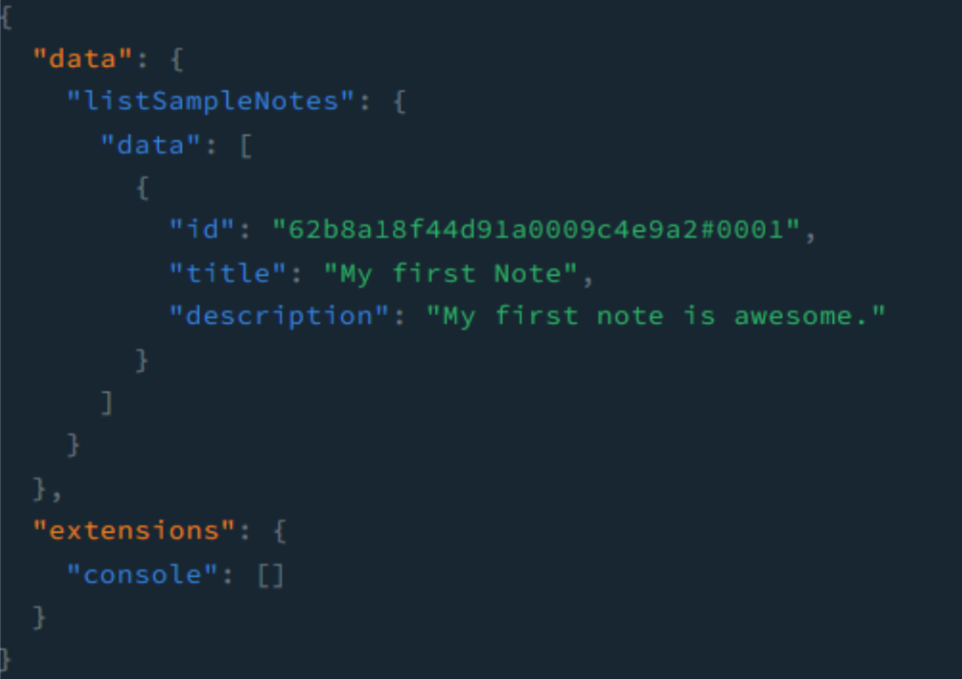 {
  "data": {
    "listSampleNotes": {
      "data": [
        {
          "id": "62b8a18f44d91a0009c4e9a2#0001",
          "title": "My first Note",
          "description": "My first note is awesome."
        }
      ]
    }
  },
  "extensions": {
    "console": []
  }
}